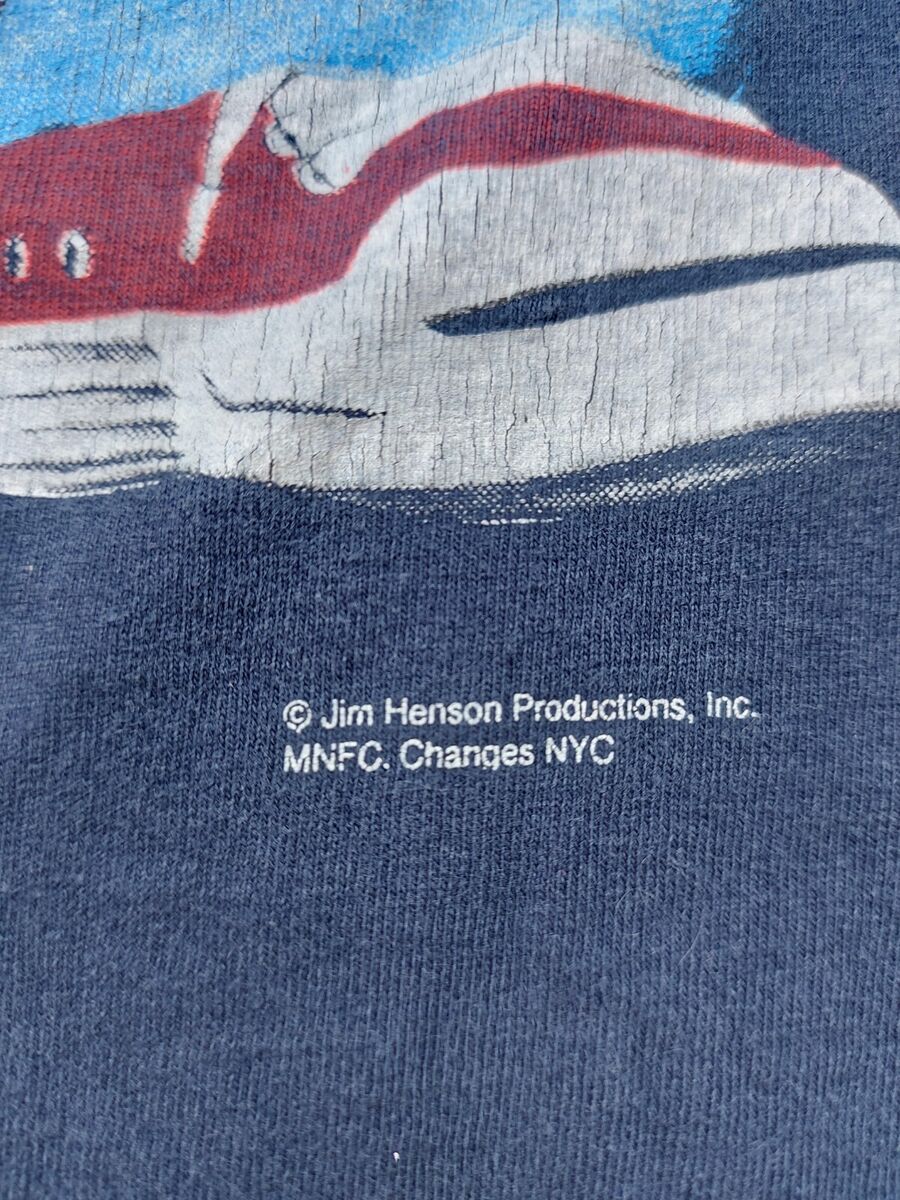 © Jim Henson Productions, Inc.
MNFC. Changes NYC